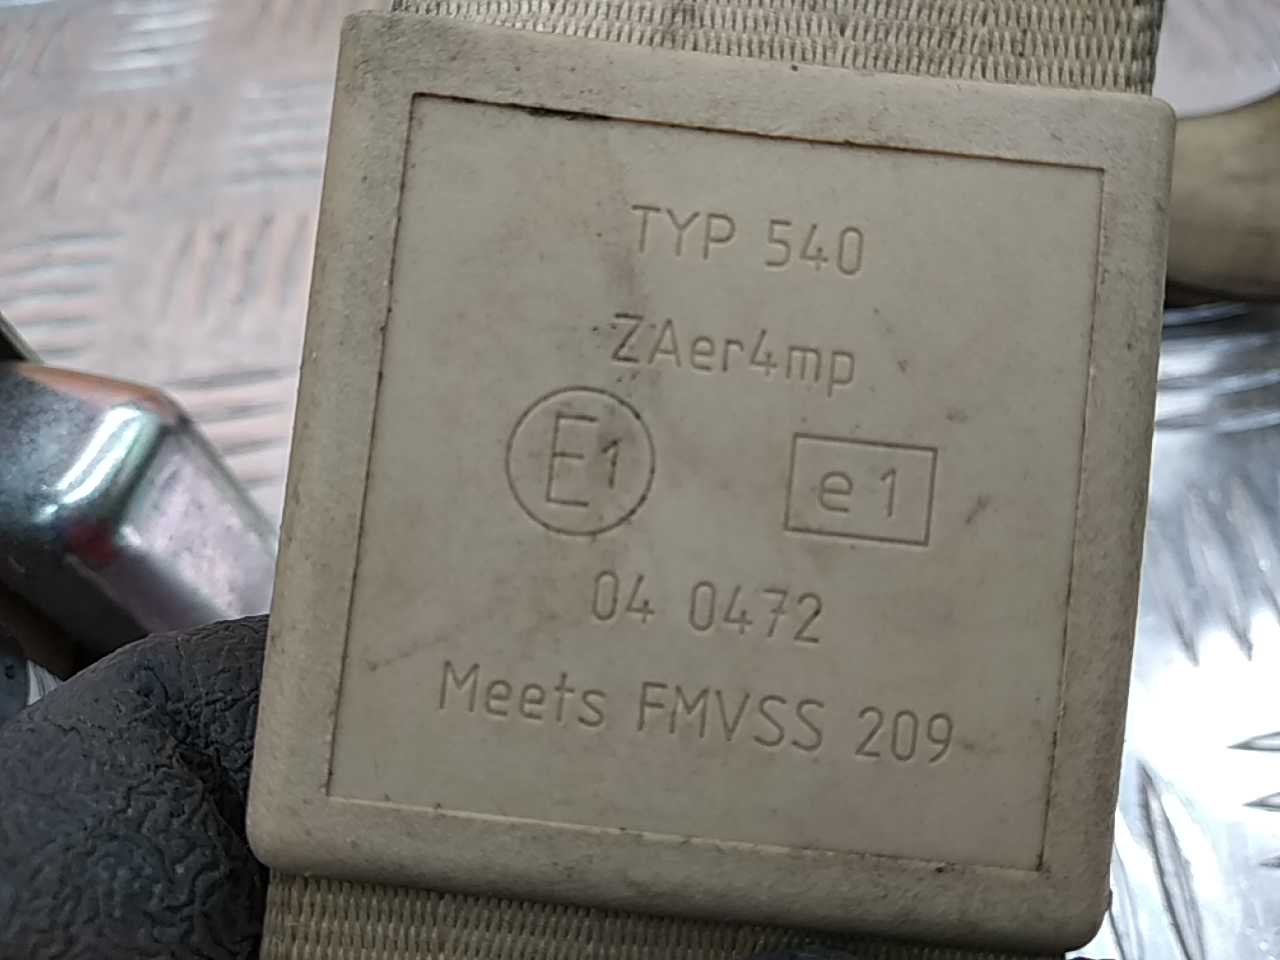 TYP 540
ZAer4mp
E1 e1
04 0472
Meets FMVSS 209